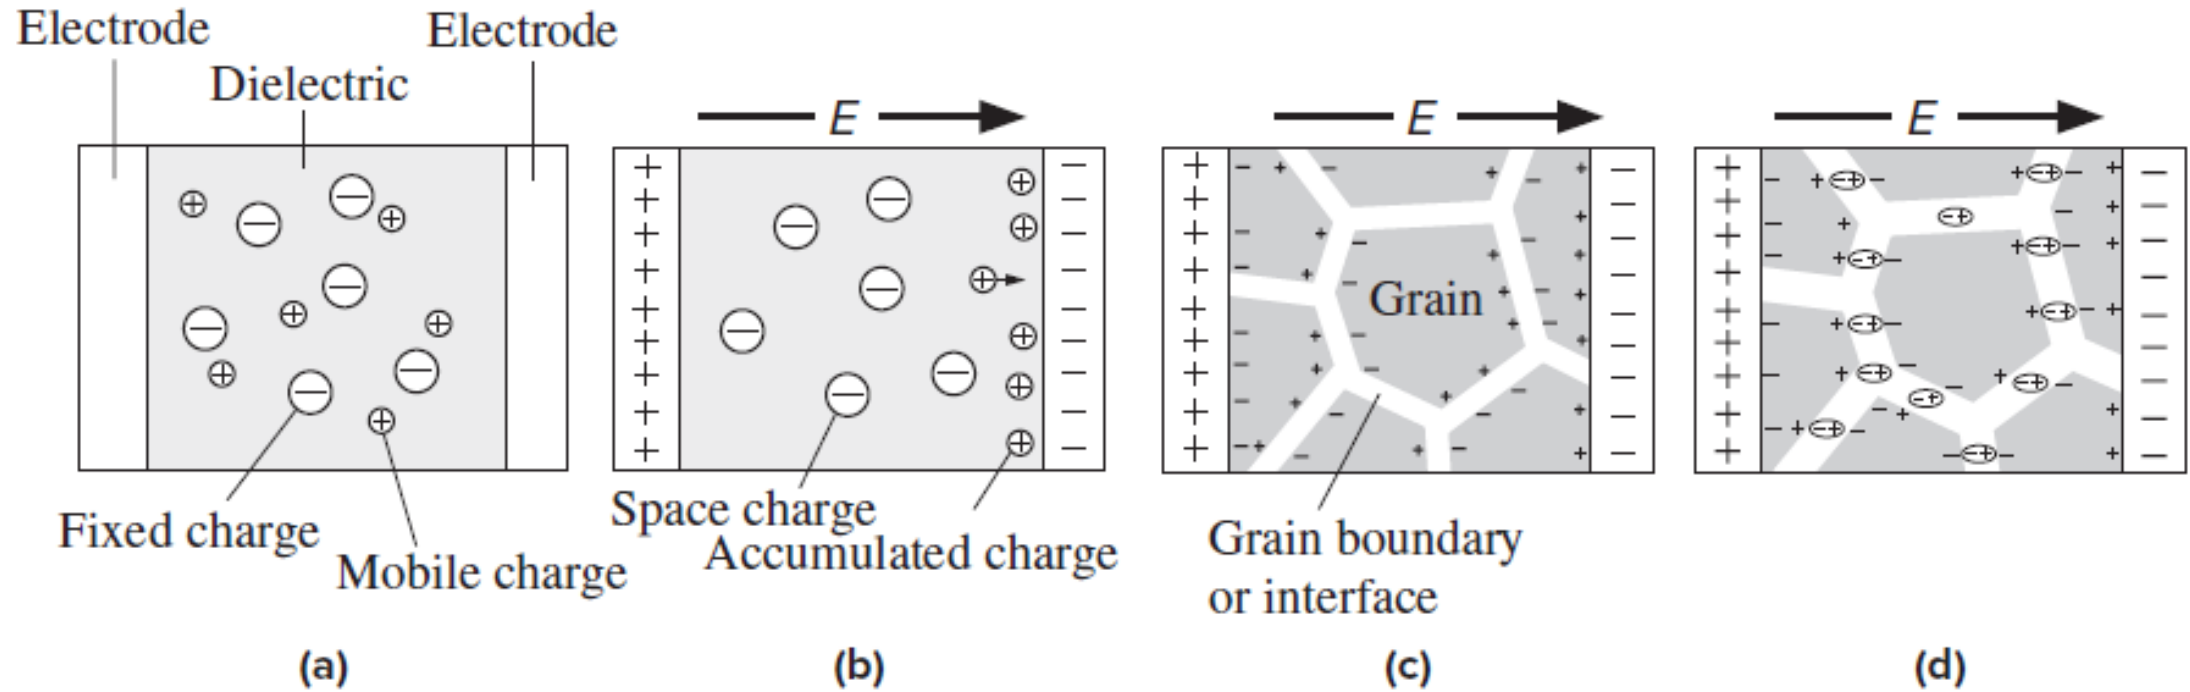 Electrode
Electrode
Dielectric
E
E
E
Grain
Space charge
Fixed charge
Accumulated charge
Mobile charge
Grain boundary
or interface
(a)
(b)
(c)
(d)